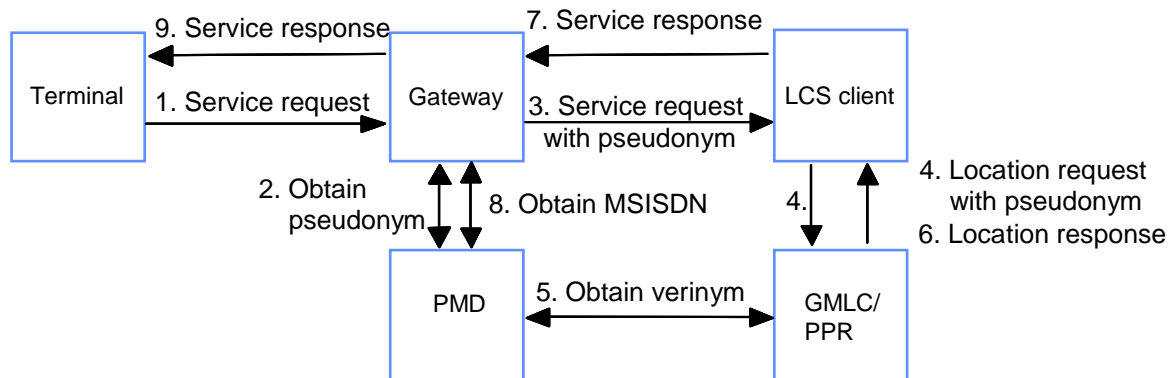 9. Service response
7. Service response
Terminal
1. Service request
Gateway
3. Service request
with pseudonym
LCS client
2. Obtain
pseudonym
8. Obtain MSISDN
4.
4. Location request
with pseudonym
6. Location response
PMD
5. Obtain verinym
GMLC/
PPR